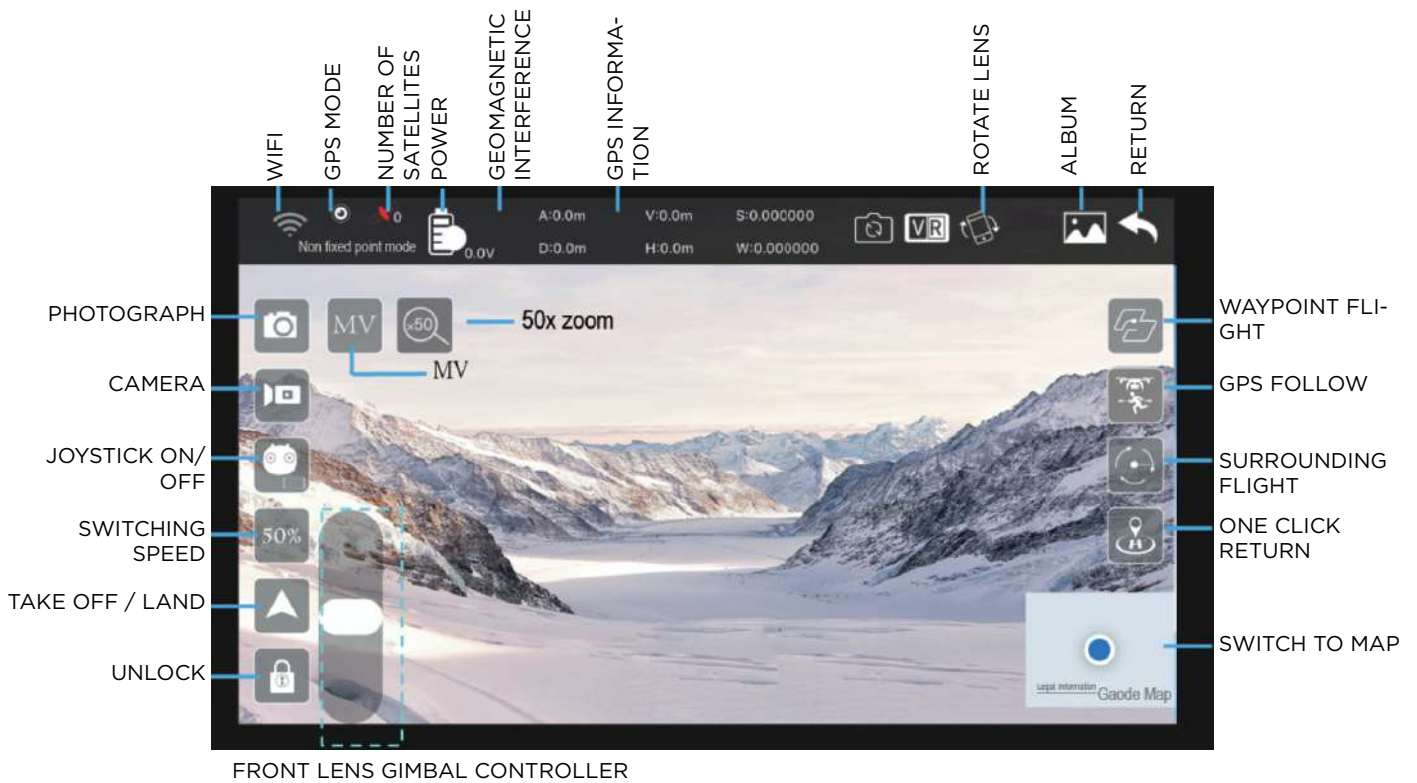 WIFI
GPS MODE
NUMBER OF
SATELLITES
POWER
GEOMAGNETIC
INTERFERENCE
GPS INFORMA-
TION
ROTATE LENS
ALBUM
RETURN
0
Non fixed point mode
0.0V
A:0.0m V:0.0m S:0.000000
D:0.0m H:0.0m W:0.000000
VR
PHOTOGRAPH
MV
x50
50x zoom
MV
CAMERA
JOYSTICK ON/
OFF
SWITCHING
SPEED
50%
TAKE OFF / LAND
UNLOCK
WAYPOINT FLI-
GHT
GPS FOLLOW
SURROUNDING
FLIGHT
ONE CLICK
RETURN
H
SWITCH TO MAP
Legal Information
Gaode Map
FRONT LENS GIMBAL CONTROLLER